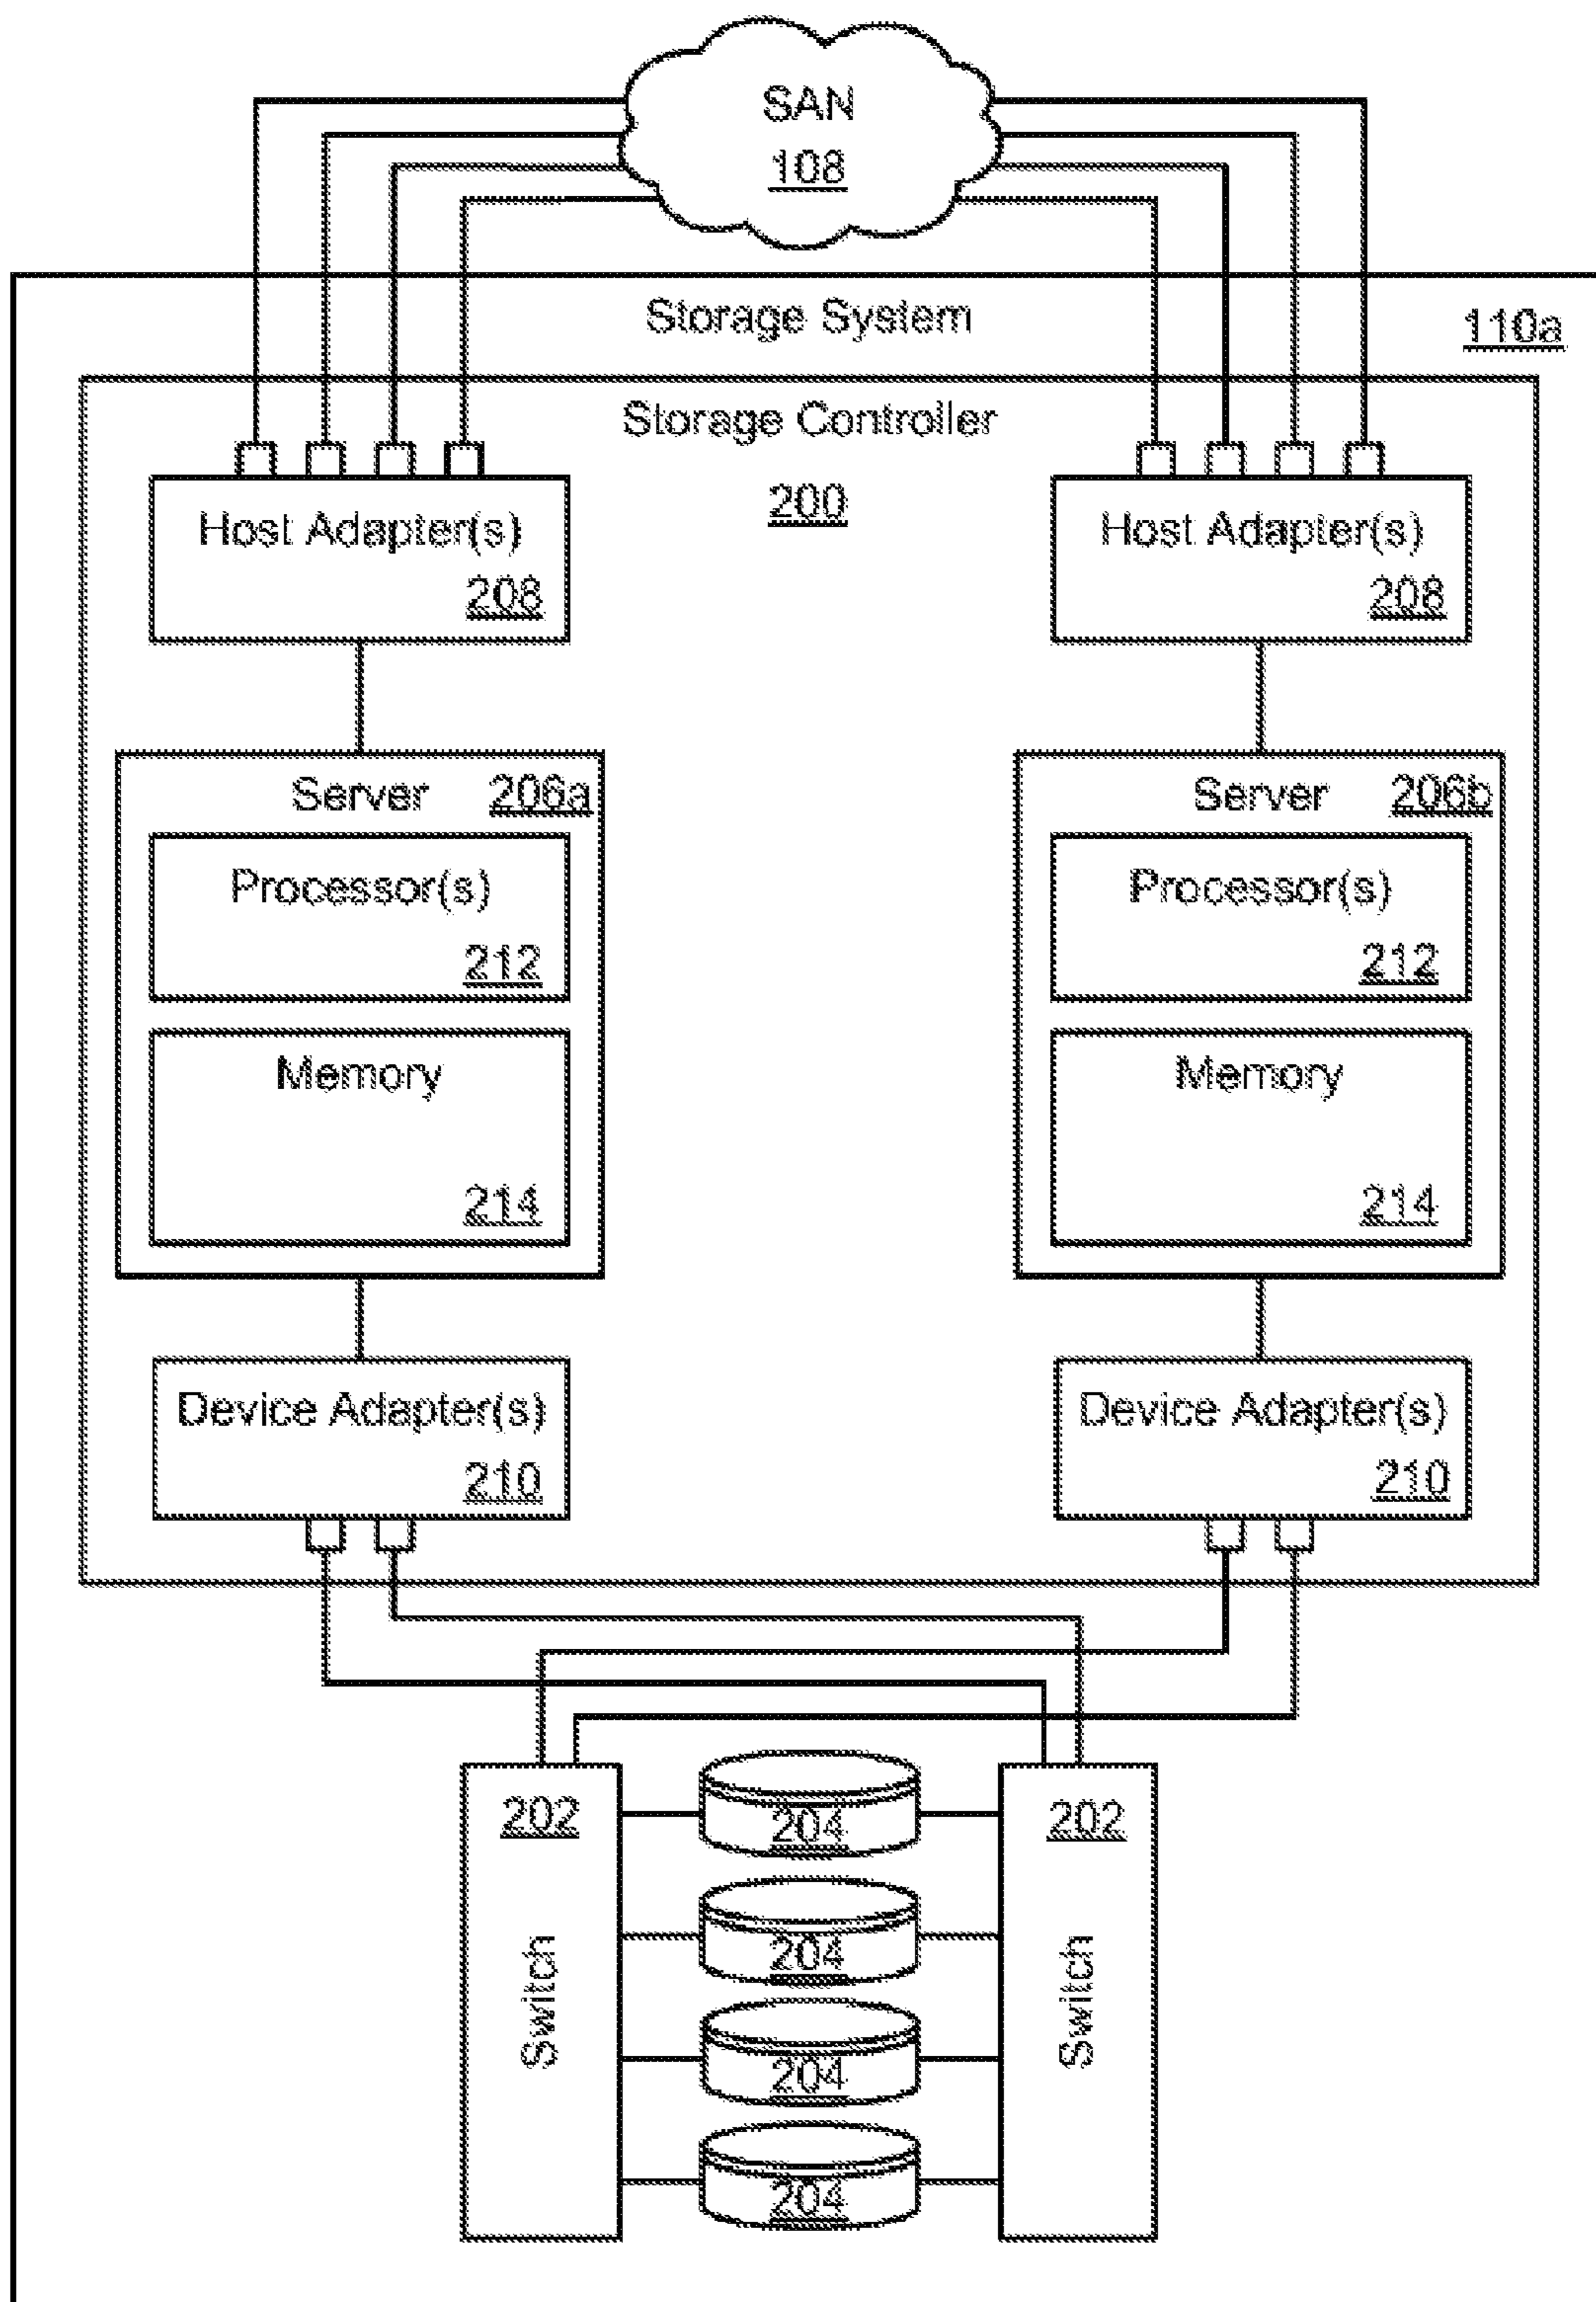 SAN
108
Storage System
110a
Storage Controller
200
Host Adapter(s)
208
Host Adapter(s)
208
Server 206a
Processor(s)
212
Memory
214
Server 206b
Processor(s)
212
Memory
214
Device Adapter(s)
210
Device Adapter(s)
210
202
Switch
204
204
204
204
202
Switch